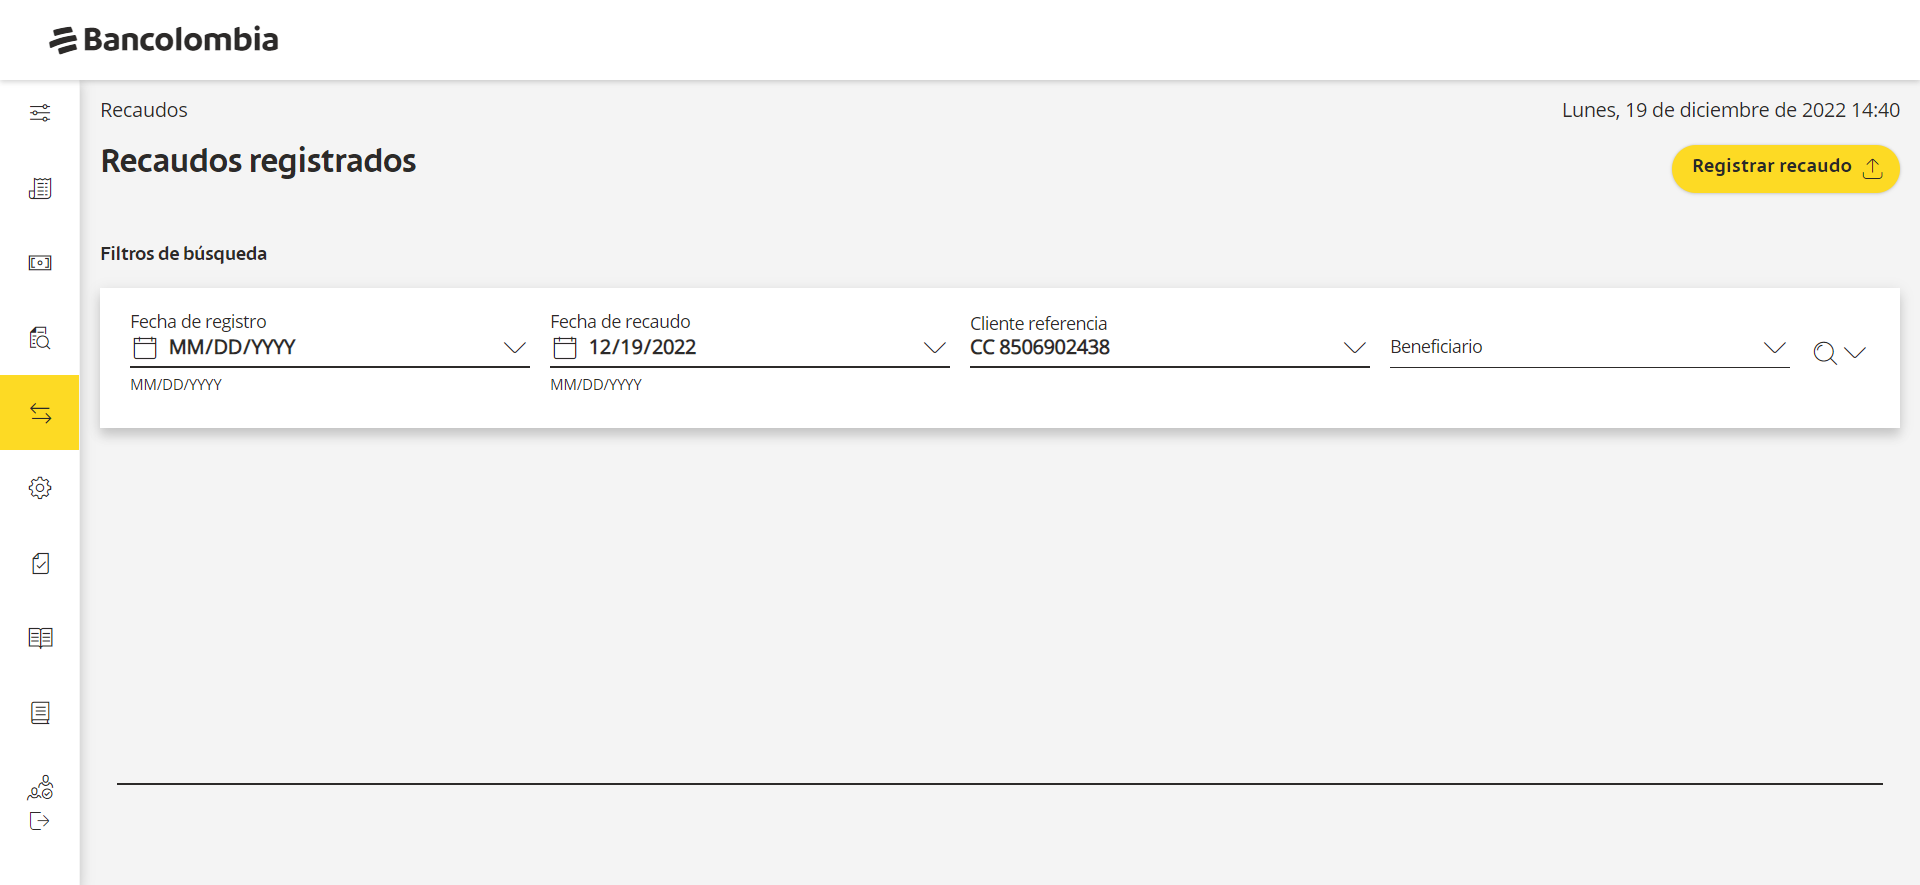 Bancolombia
Recaudos
Lunes, 19 de diciembre de 2022 14:40
Recaudos registrados
Registrar recaudo
Filtros de búsqueda
Fecha de registro
MM/DD/YYYY
MM/DD/YYYY
Fecha de recaudo
12/19/2022
MM/DD/YYYY
Cliente referencia
CC 8506902438
Beneficiario